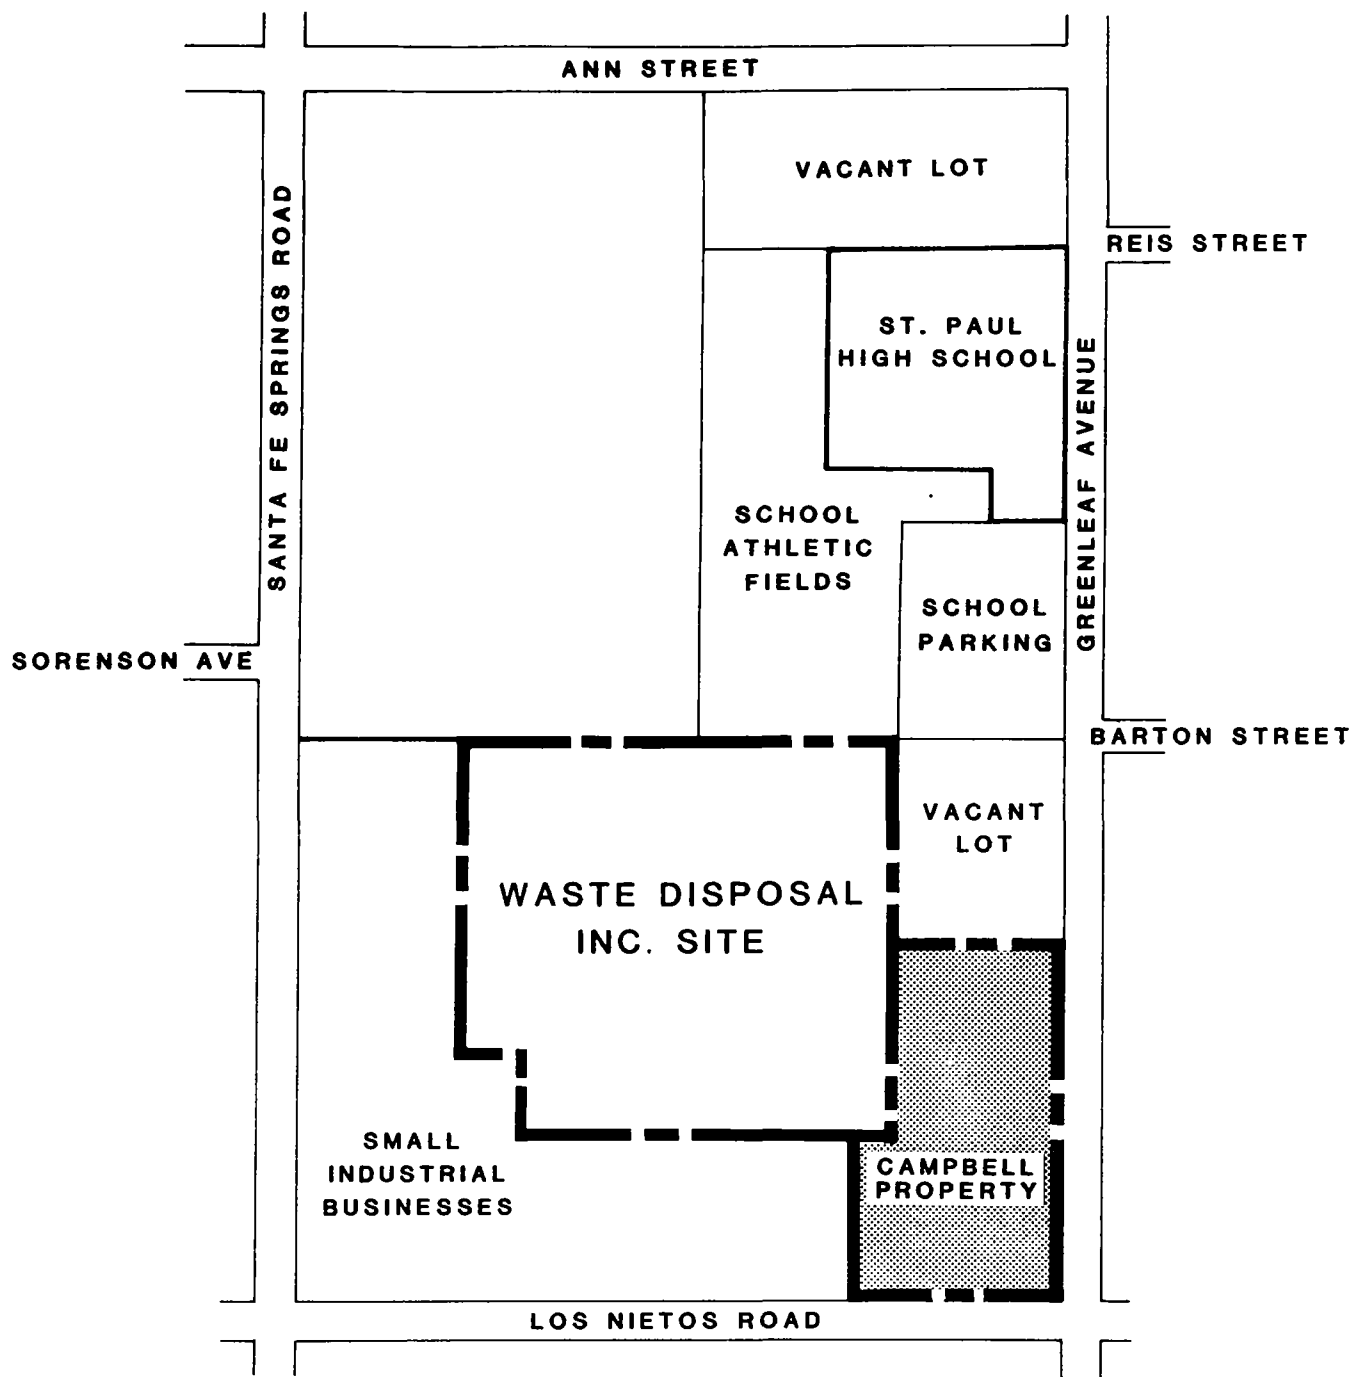 ANN STREET
VACANT LOT
REIS STREET
SANTA FE SPRINGS ROAD
ST. PAUL
HIGH SCHOOL
GREENLEAF AVENUE
SCHOOL
ATHLETIC
FIELDS
SCHOOL
PARKING
SORENSON AVE
BARTON STREET
VACANT
LOT
WASTE DISPOSAL
INC. SITE
SMALL
INDUSTRIAL
BUSINESSES
CAMPBELL
PROPERTY
LOS NIETOS ROAD